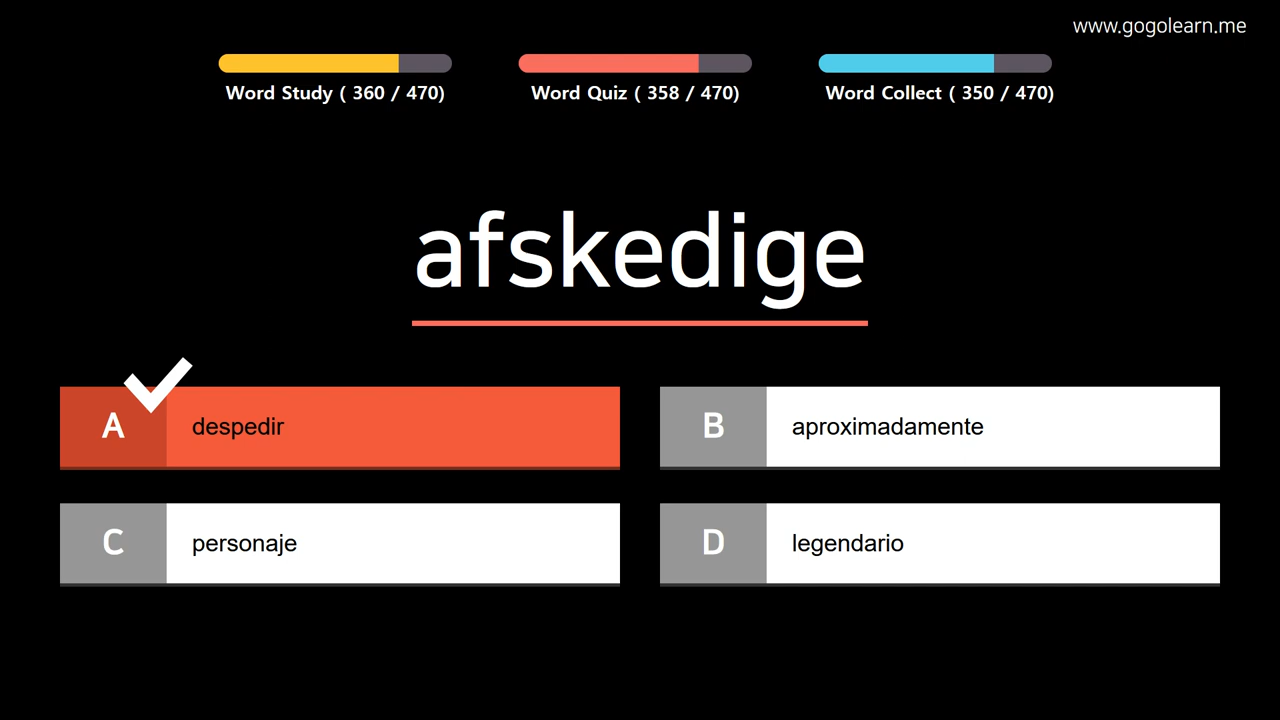 www.gogolearn.me
Word Study ( 360 / 470)
Word Quiz ( 358 / 470)
Word Collect ( 350 / 470)
afskedige
A despedir
B aproximadamente
C personaje
D legendario